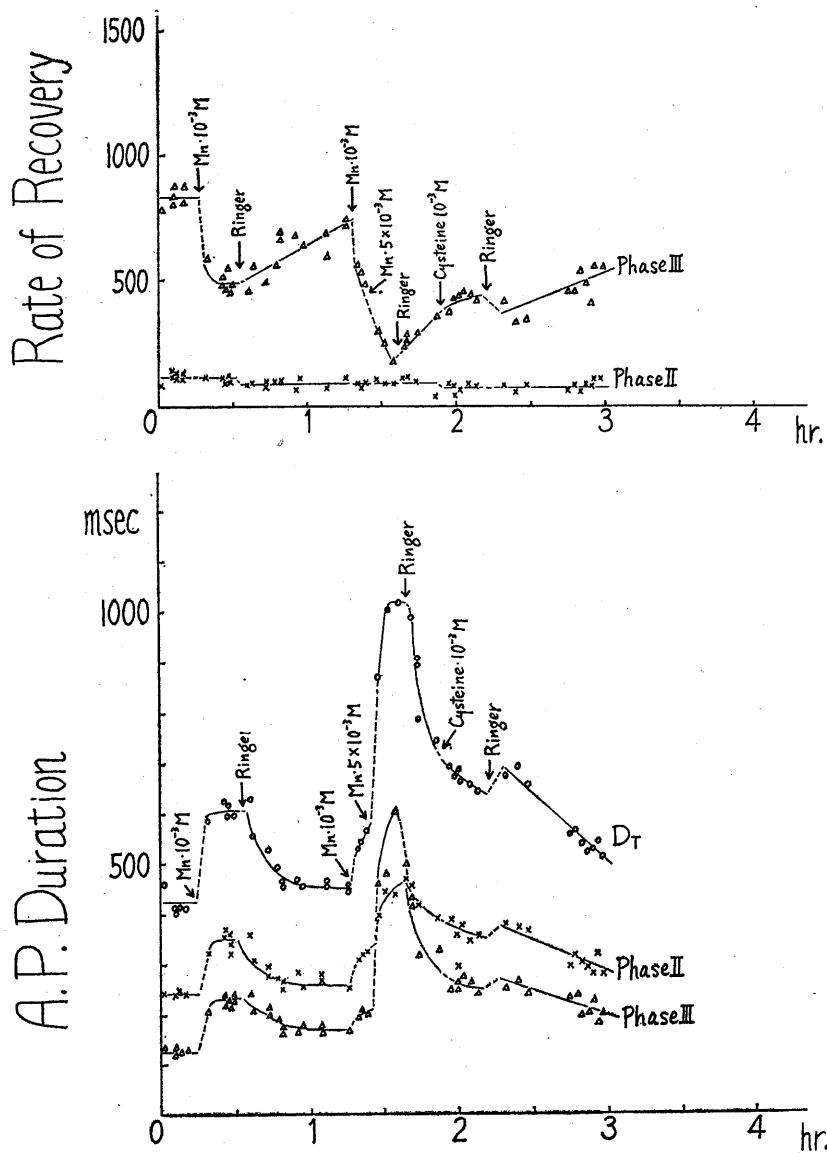 Rate of Recovery
1500
1000
500
0
1
2
3
4
hr.
Mn·10⁻³M
Ringer
Mn·10⁻³M
Mn·5×10⁻³M
Ringer
Cysteine 10⁻³M
Ringer
Phase III
Phase II
A.P. Duration
msec
1000
500
0
1
2
3
4
hr.
Mn·10⁻³M
Ringer
Mn·10⁻³M
Mn·5×10⁻³M
Ringer
Cysteine·10⁻³M
Ringer
D_T
Phase II
Phase III